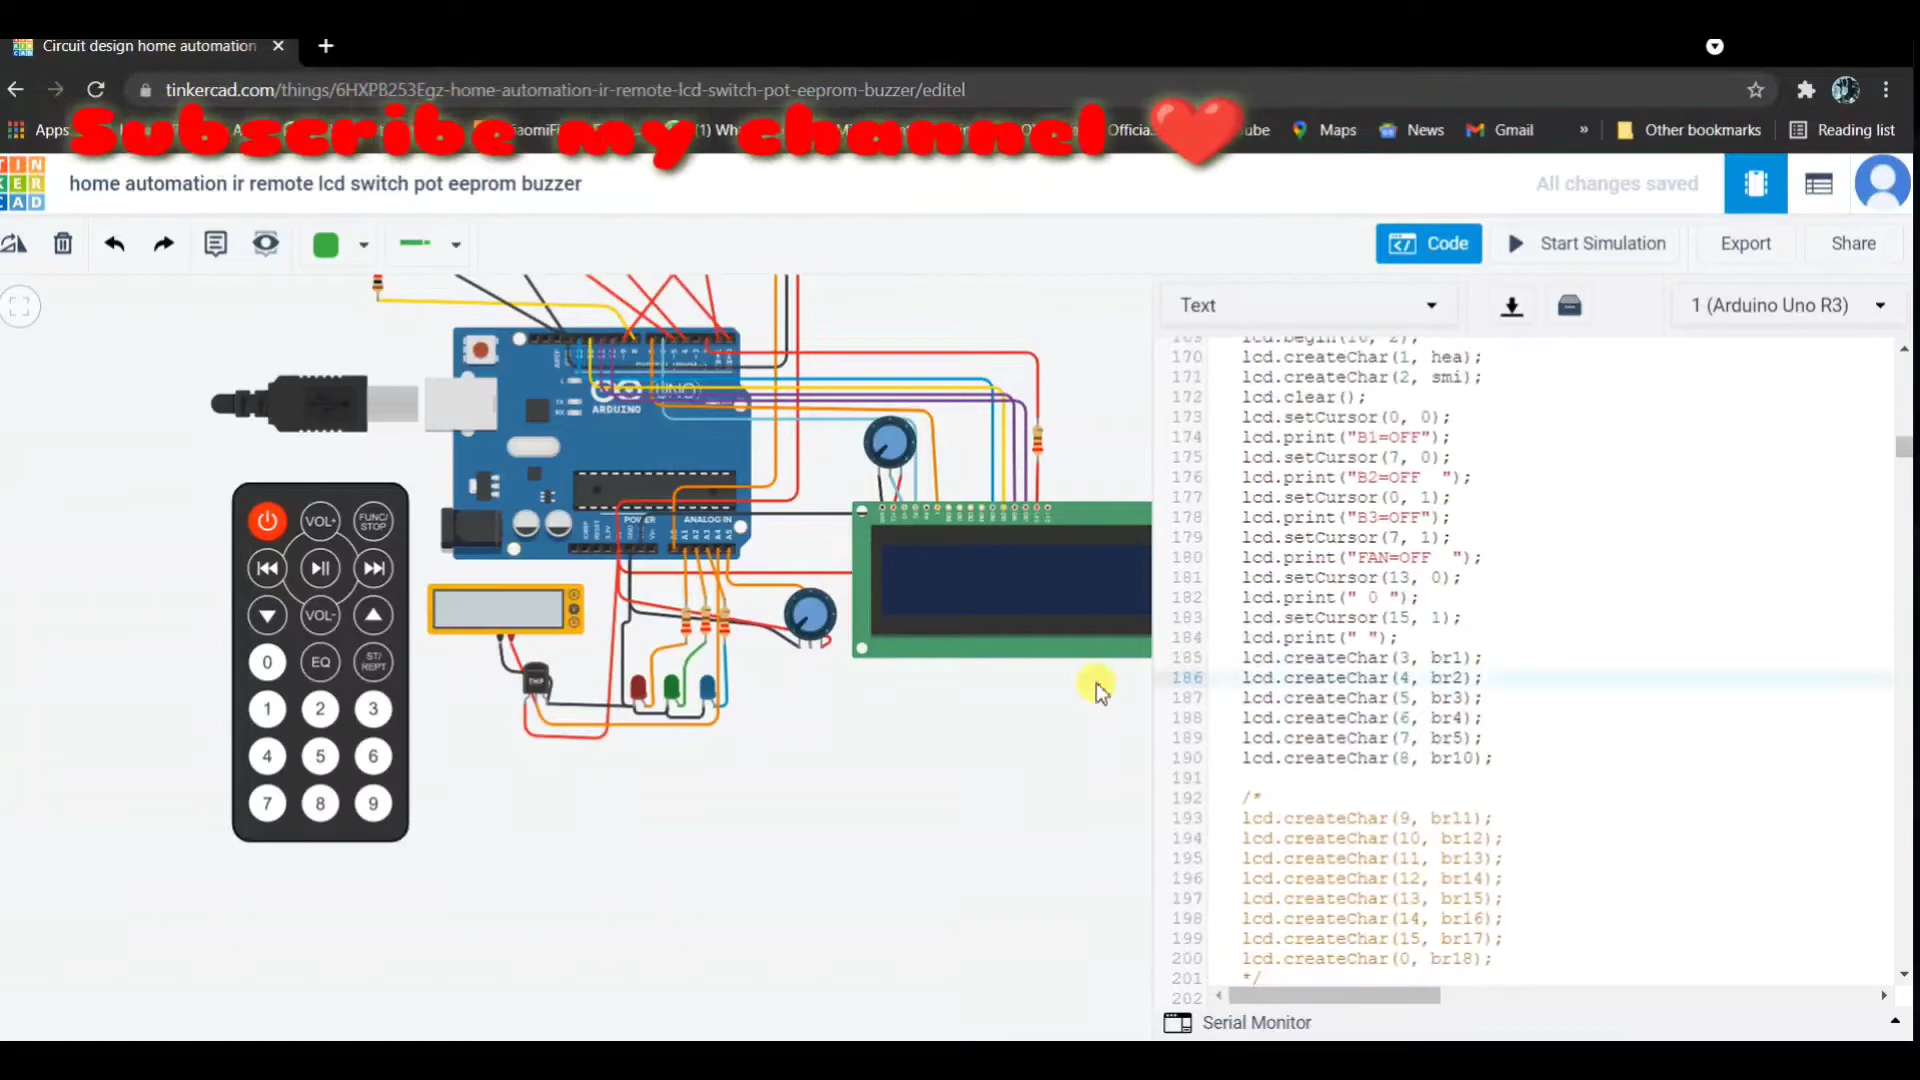 Circuit design home automation
tinkercad.com/things/6HXPB253Egz-home-automation-ir-remote-lcd-switch-pot-eeprom-buzzer/editel
Apps
Maps
News
Gmail
»
Other bookmarks
Reading list
Subscribe my channel ❤
TIN
KER
CAD
home automation ir remote lcd switch pot eeprom buzzer
All changes saved
Code
Start Simulation
Export
Share
Text
1 (Arduino Uno R3)
170 lcd.createChar(1, hea);
171 lcd.createChar(2, smi);
172 lcd.clear();
173 lcd.setCursor(0, 0);
174 lcd.print("B1=OFF");
175 lcd.setCursor(7, 0);
176 lcd.print("B2=OFF  ");
177 lcd.setCursor(0, 1);
178 lcd.print("B3=OFF");
179 lcd.setCursor(7, 1);
180 lcd.print("FAN=OFF  ");
181 lcd.setCursor(13, 0);
182 lcd.print(" 0 ");
183 lcd.setCursor(15, 1);
184 lcd.print(" ");
185 lcd.createChar(3, br1);
186 lcd.createChar(4, br2);
187 lcd.createChar(5, br3);
188 lcd.createChar(6, br4);
189 lcd.createChar(7, br5);
190 lcd.createChar(8, br10);
191
192 /*
193 lcd.createChar(9, br11);
194 lcd.createChar(10, br12);
195 lcd.createChar(11, br13);
196 lcd.createChar(12, br14);
197 lcd.createChar(13, br15);
198 lcd.createChar(14, br16);
199 lcd.createChar(15, br17);
200 lcd.createChar(0, br18);
201 */
202
Serial Monitor
ARDUINO
POWER
ANALOG IN
TMP
VOL+
FUNC/
STOP
VOL-
0
EQ
ST/
REPT
1 2 3
4 5 6
7 8 9